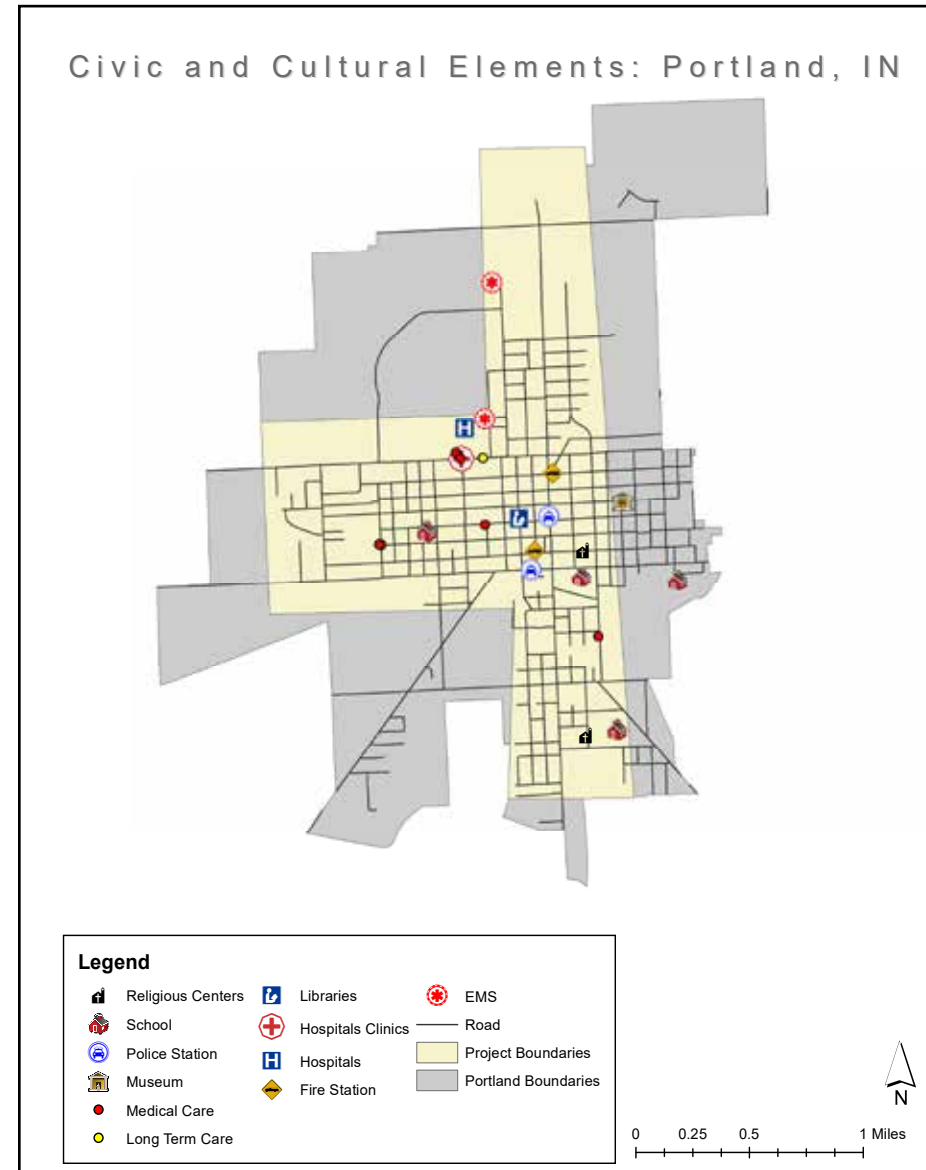 Civic and Cultural Elements: Portland, IN
H
Legend
Religious Centers
School
Police Station
Museum
Medical Care
Long Term Care
Libraries
Hospitals Clinics
H
Hospitals
Fire Station
EMS
Road
Project Boundaries
Portland Boundaries
N
0 0.25 0.5 1 Miles